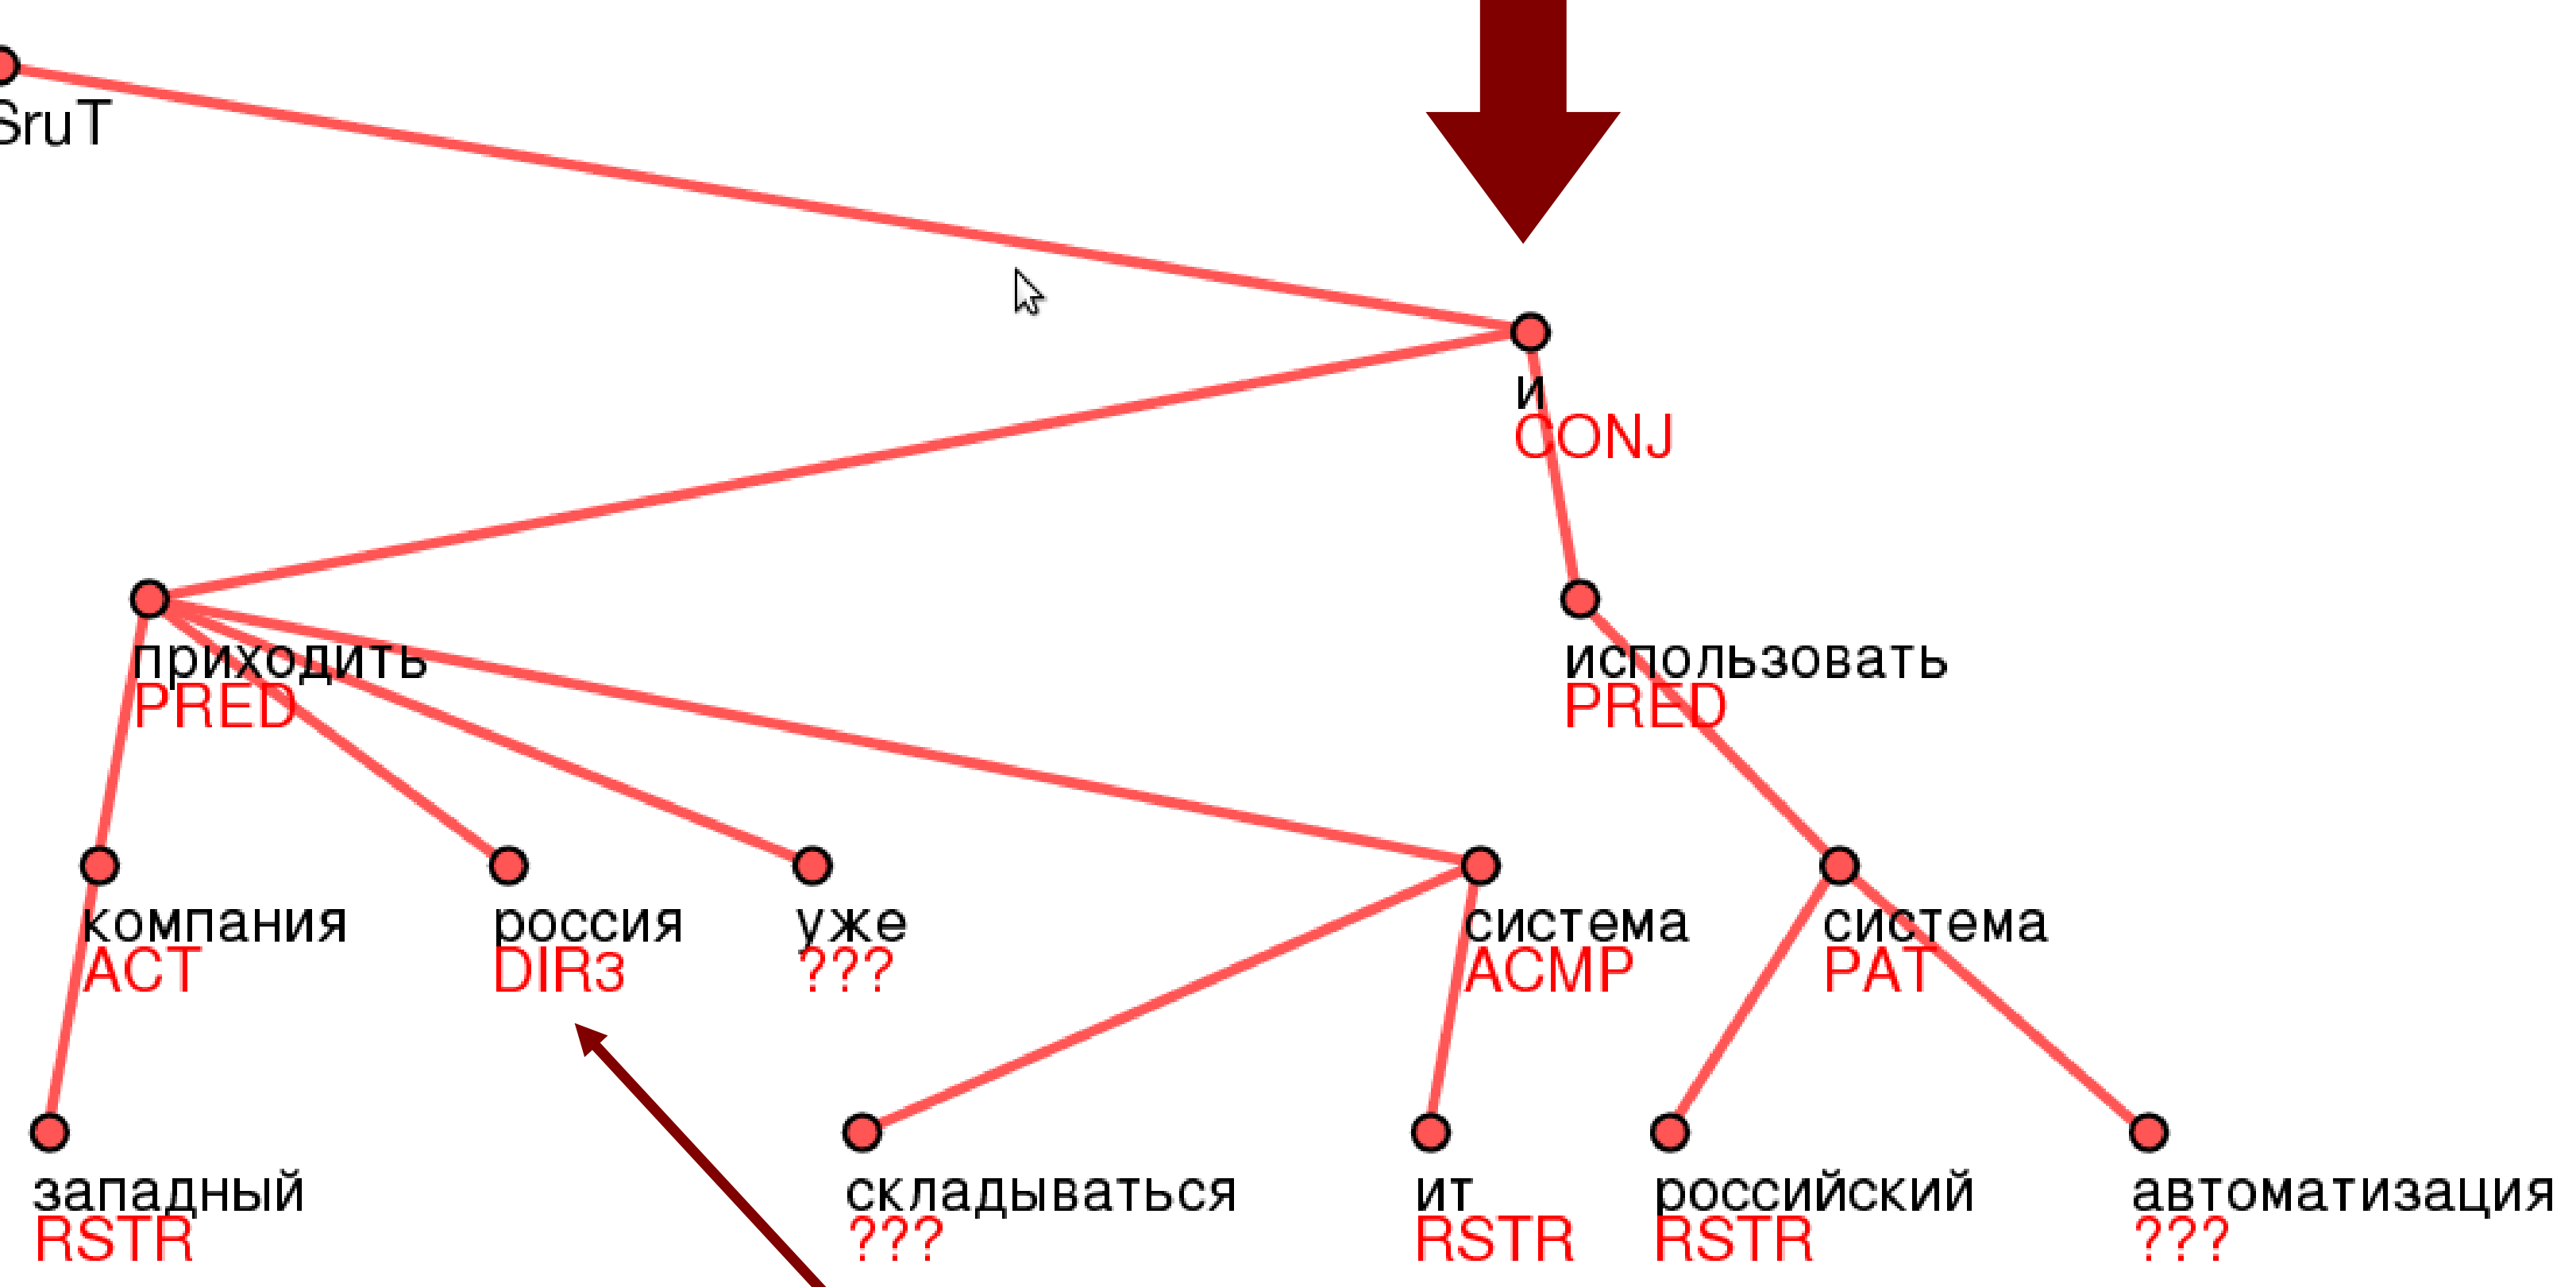 SruT
и
CONJ
приходить
PRED
использовать
PRED
компания
ACT
россия
DIR3
уже
???
система
ACMP
система
PAT
западный
RSTR
складываться
???
ит
RSTR
российский
RSTR
автоматизация
???